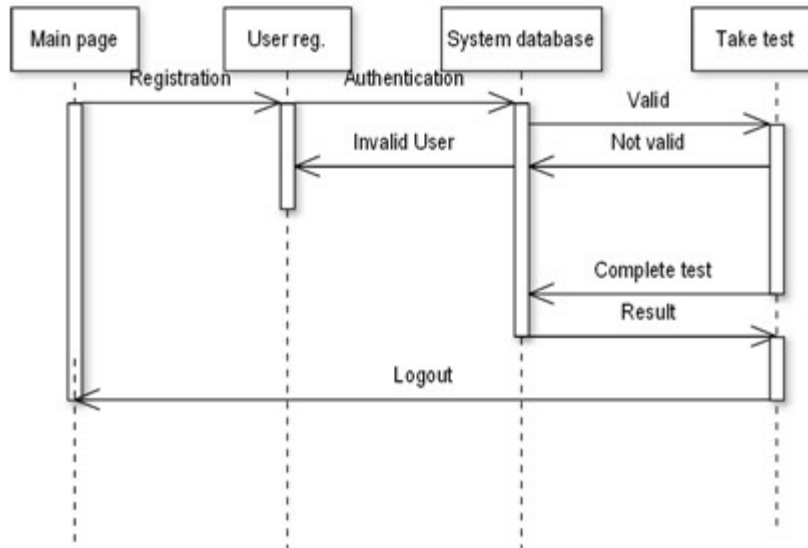 Main page
User reg.
System database
Take test
Registration
Authentication
Valid
Invalid User
Not valid
Complete test
Result
Logout